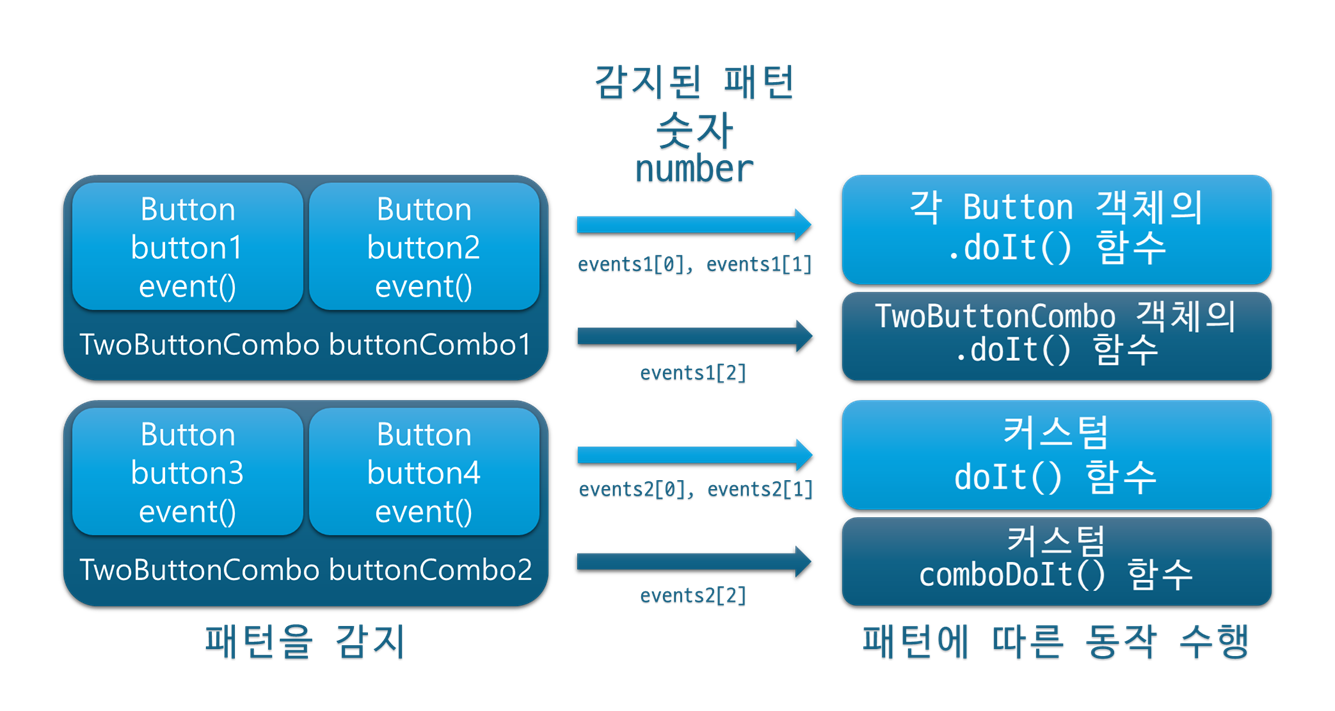 감지된 패턴
숫자
number
Button
button1
event()
Button
button2
event()
TwoButtonCombo buttonCombo1
events1[0], events1[1]
events1[2]
각 Button 객체의
.doIt() 함수
TwoButtonCombo 객체의
.doIt() 함수
Button
button3
event()
Button
button4
event()
TwoButtonCombo buttonCombo2
events2[0], events2[1]
events2[2]
커스텀
doIt() 함수
커스텀
comboDoIt() 함수
패턴을 감지
패턴에 따른 동작 수행